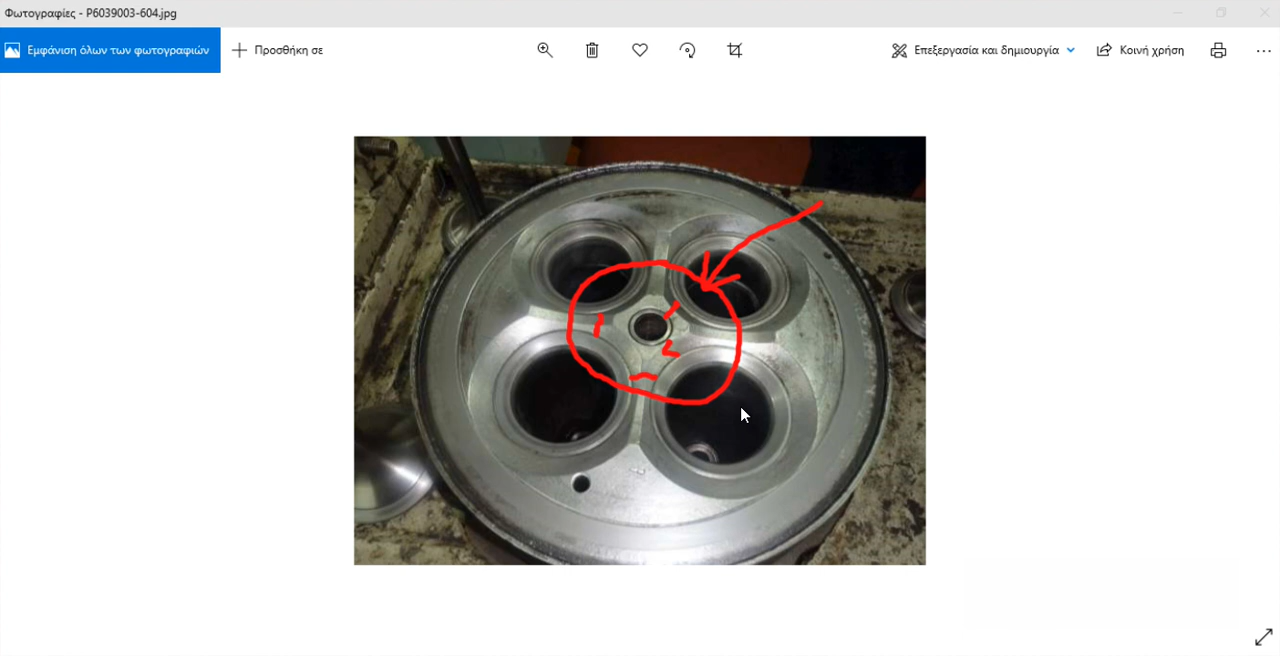 Φωτογραφίες - P6039003-604.jpg
Εμφάνιση όλων των φωτογραφιών
Προσθήκη σε
Επεξεργασία και δημιουργία
Κοινή χρήση